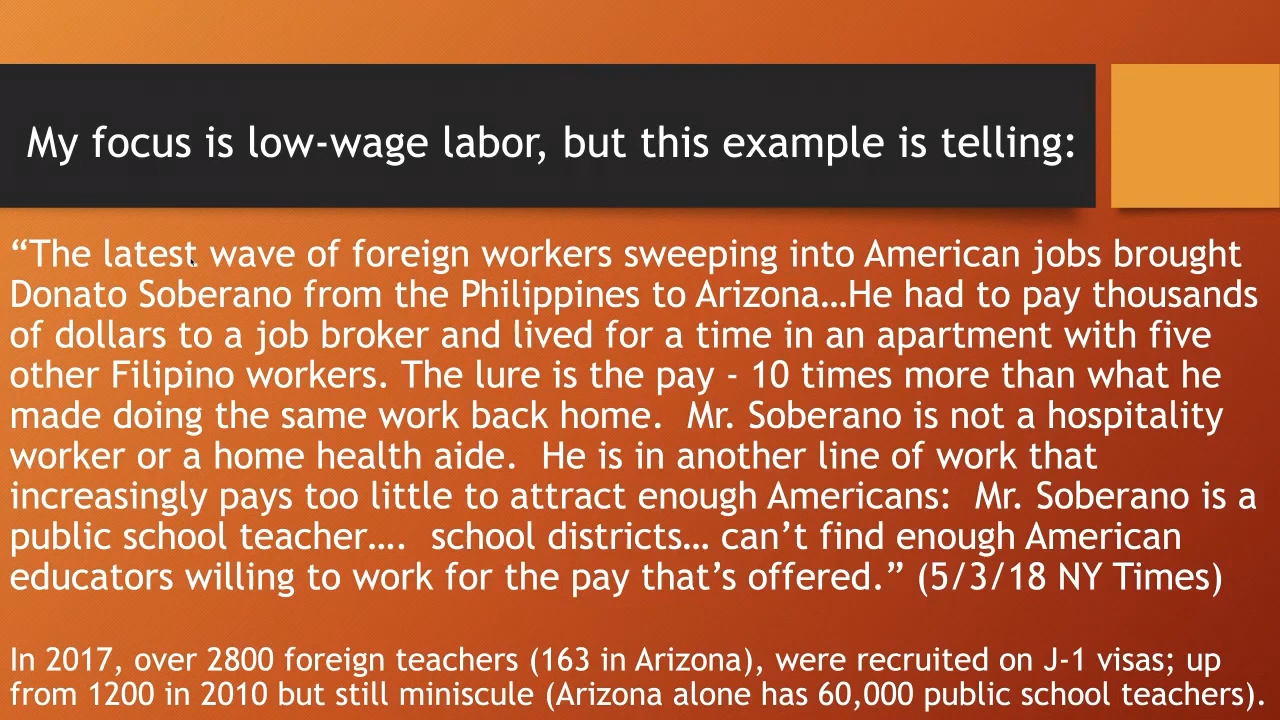 My focus is low-wage labor, but this example is telling:
“The latest wave of foreign workers sweeping into American jobs brought
Donato Soberano from the Philippines to Arizona…He had to pay thousands
of dollars to a job broker and lived for a time in an apartment with five
other Filipino workers. The lure is the pay - 10 times more than what he
made doing the same work back home.  Mr. Soberano is not a hospitality
worker or a home health aide.  He is in another line of work that
increasingly pays too little to attract enough Americans:  Mr. Soberano is a
public school teacher….  school districts… can’t find enough American
educators willing to work for the pay that’s offered.” (5/3/18 NY Times)
In 2017, over 2800 foreign teachers (163 in Arizona), were recruited on J-1 visas; up
from 1200 in 2010 but still miniscule (Arizona alone has 60,000 public school teachers).